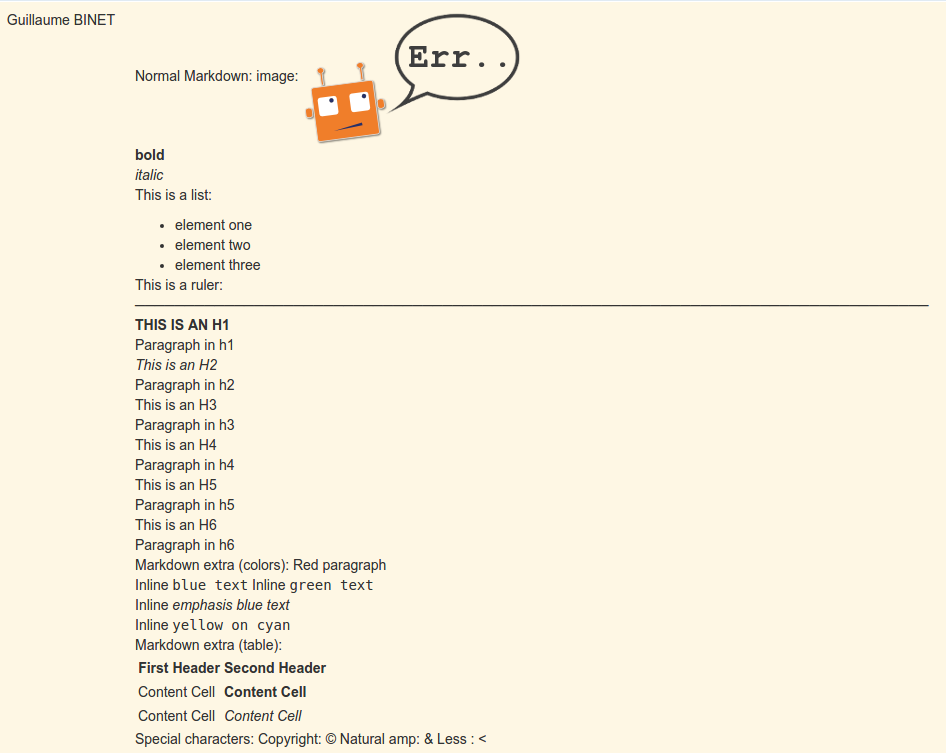 Guillaume BINET
Err..
Normal Markdown: image:
bold
italic
This is a list:
• element one
• element two
• element three
This is a ruler:
THIS IS AN H1
Paragraph in h1
This is an H2
Paragraph in h2
This is an H3
Paragraph in h3
This is an H4
Paragraph in h4
This is an H5
Paragraph in h5
This is an H6
Paragraph in h6
Markdown extra (colors): Red paragraph
Inline blue text Inline green text
Inline emphasis blue text
Inline yellow on cyan
Markdown extra (table):
First Header Second Header
Content Cell Content Cell
Content Cell Content Cell
Special characters: Copyright: © Natural amp: & Less : <